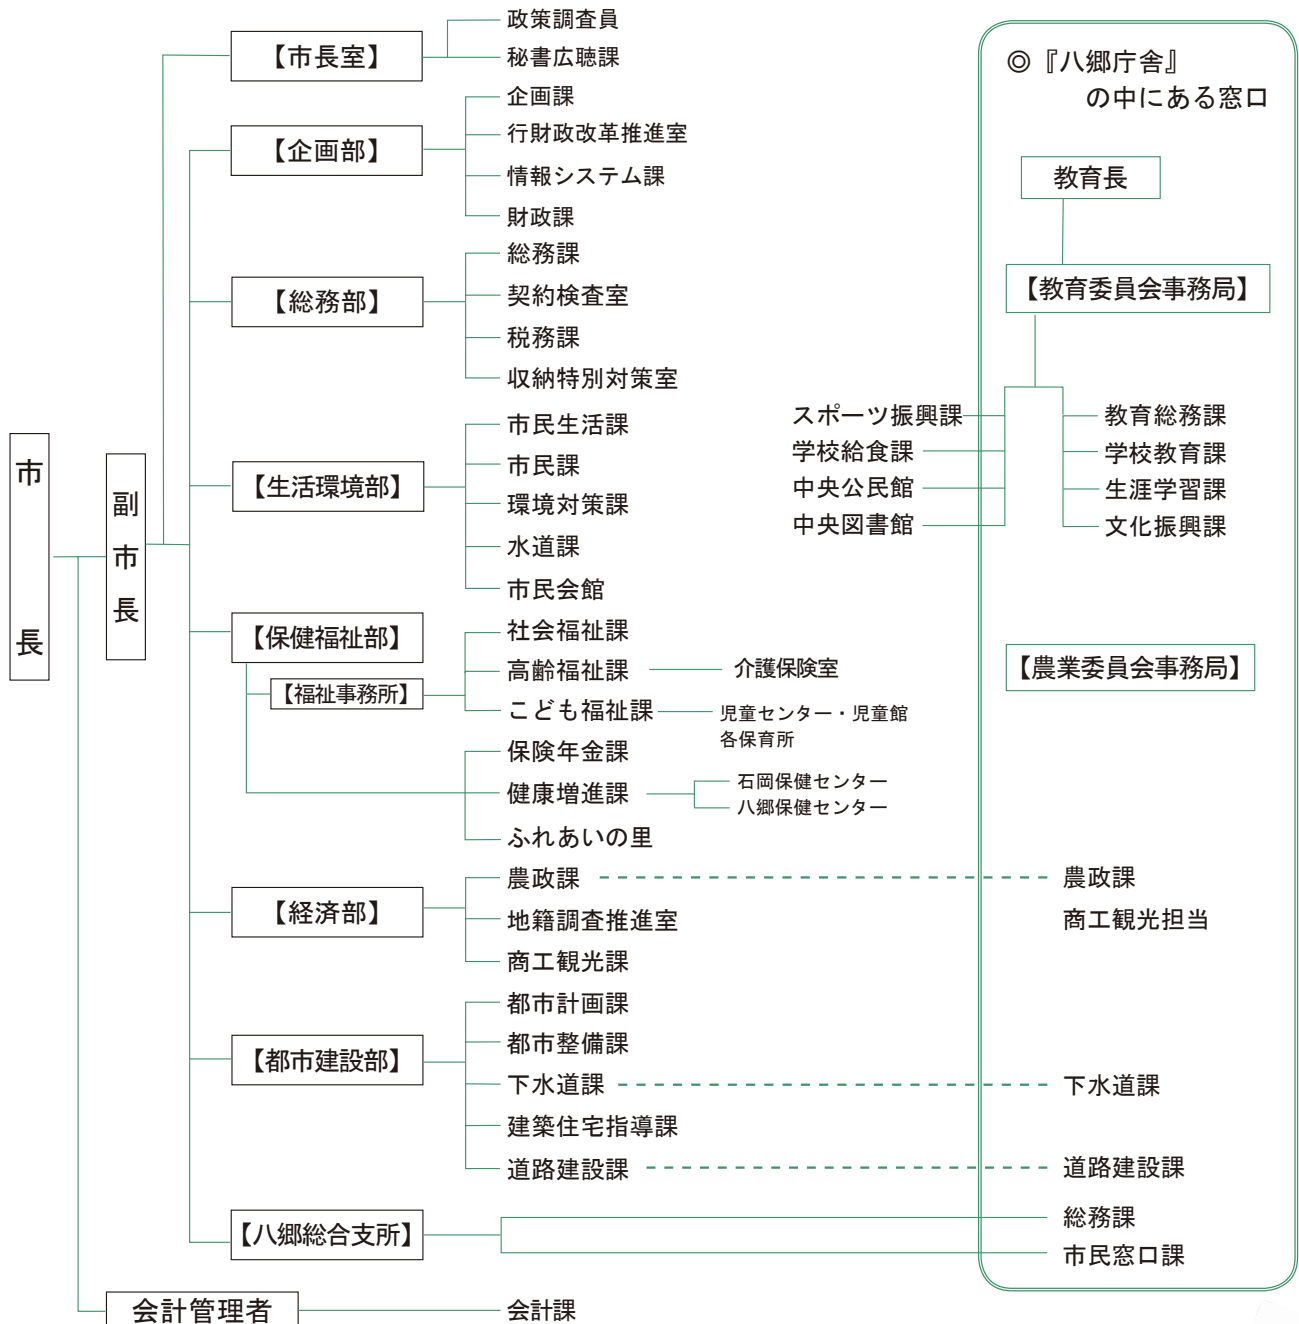 市長
副市長
【市長室】
政策調査員
秘書広聴課
【企画部】
企画課
行財政改革推進室
情報システム課
財政課
【総務部】
総務課
契約検査室
税務課
収納特別対策室
【生活環境部】
市民生活課
市民課
環境対策課
水道課
市民会館
【保健福祉部】
【福祉事務所】
社会福祉課
高齢福祉課
介護保険室
こども福祉課
児童センター・児童館
各保育所
保険年金課
健康増進課
石岡保健センター
八郷保健センター
ふれあいの里
【経済部】
農政課
地籍調査推進室
商工観光課
【都市建設部】
都市計画課
都市整備課
下水道課
建築住宅指導課
道路建設課
【八郷総合支所】
会計管理者
会計課
◎『八郷庁舎』
の中にある窓口
教育長
【教育委員会事務局】
スポーツ振興課
学校給食課
中央公民館
中央図書館
教育総務課
学校教育課
生涯学習課
文化振興課
【農業委員会事務局】
農政課
商工観光担当
下水道課
道路建設課
総務課
市民窓口課